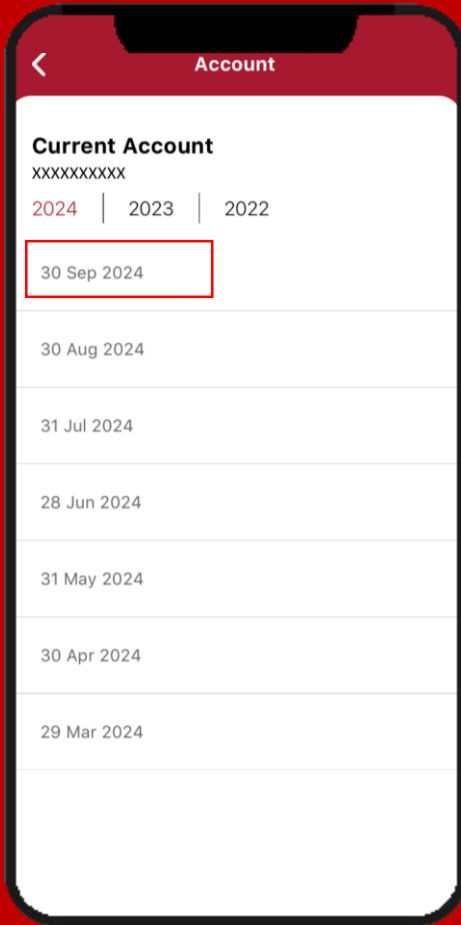 Account
Current Account
XXXXXXXXXX
2024 | 2023 | 2022
30 Sep 2024
30 Aug 2024
31 Jul 2024
28 Jun 2024
31 May 2024
30 Apr 2024
29 Mar 2024